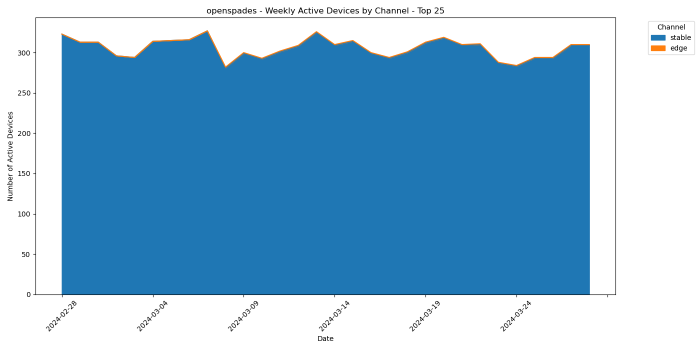 openspades - Weekly Active Devices by Channel - Top 25
Channel
stable
edge
Number of Active Devices
300
250
200
150
100
50
0
2024-02-28
2024-03-04
2024-03-09
2024-03-14
2024-03-19
2024-03-24
Date